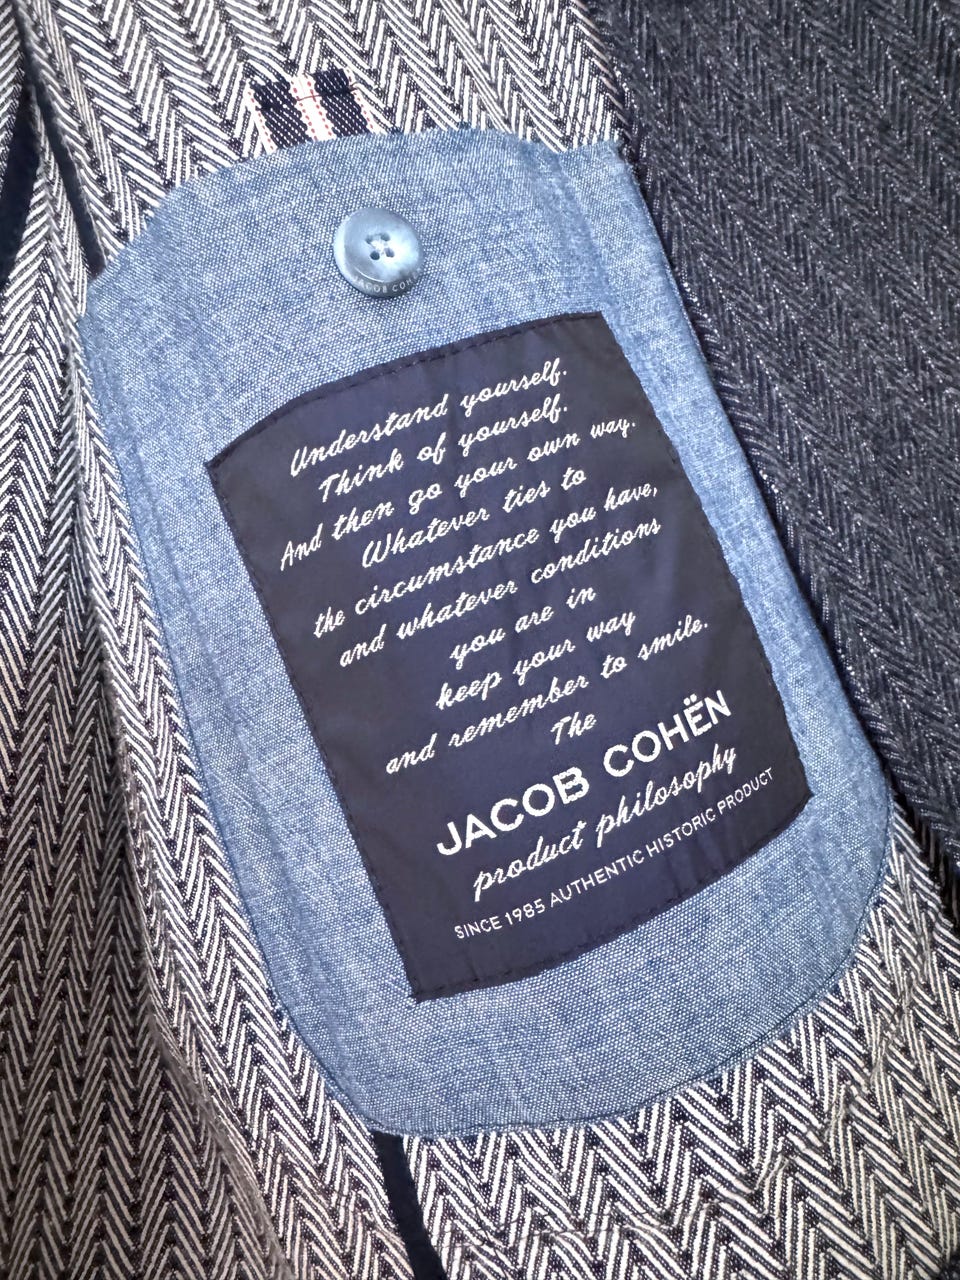 JACOB COH
Understand yourself.
Think of yourself.
And then go your own way.
Whatever ties to
the circumstance you have,
and whatever conditions
you are in
keep your way
and remember to smile.
The
JACOB COHËN
product philosophy
SINCE 1985 AUTHENTIC HISTORIC PRODUCT